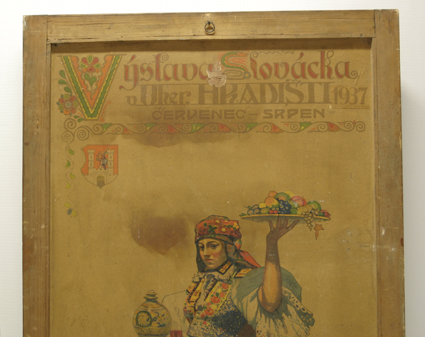 Výstava Slovácka
v Uher. HRADIŠTI 1937
ČERVENEC–SRPEN